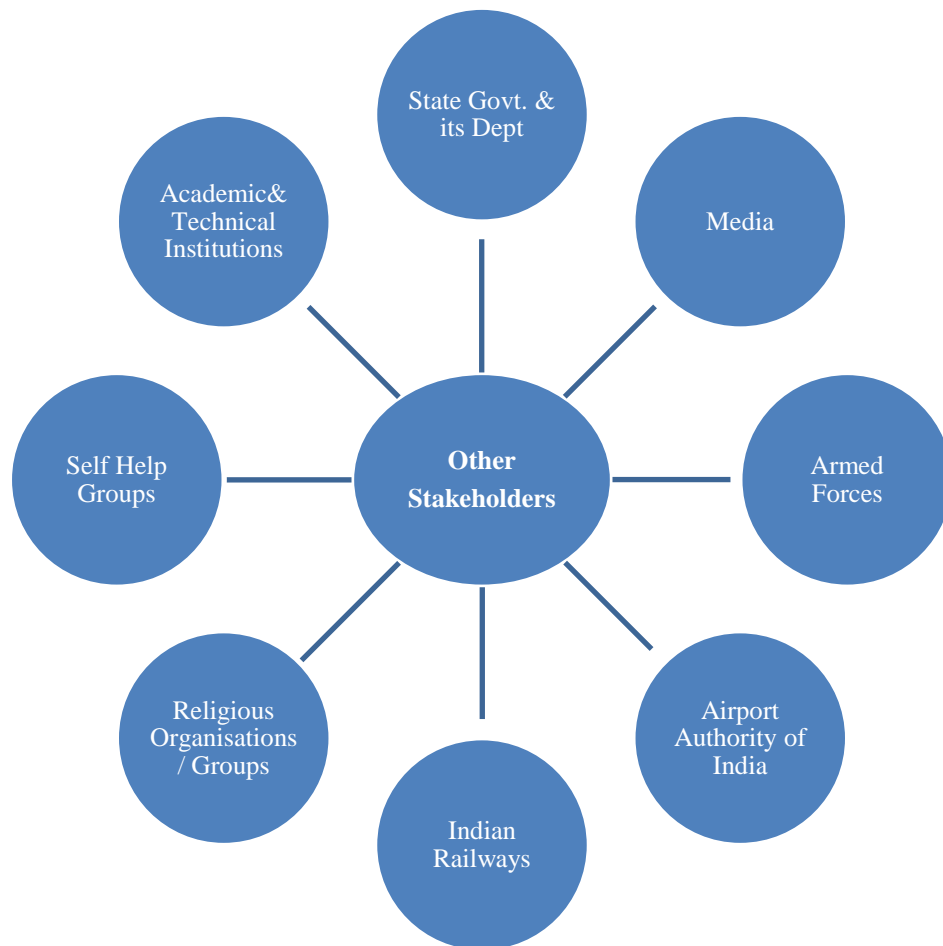 State Govt. &
its Dept
Media
Armed
Forces
Airport
Authority of
India
Indian
Railways
Religious
Organisations
/ Groups
Self Help
Groups
Academic&
Technical
Institutions
Other
Stakeholders